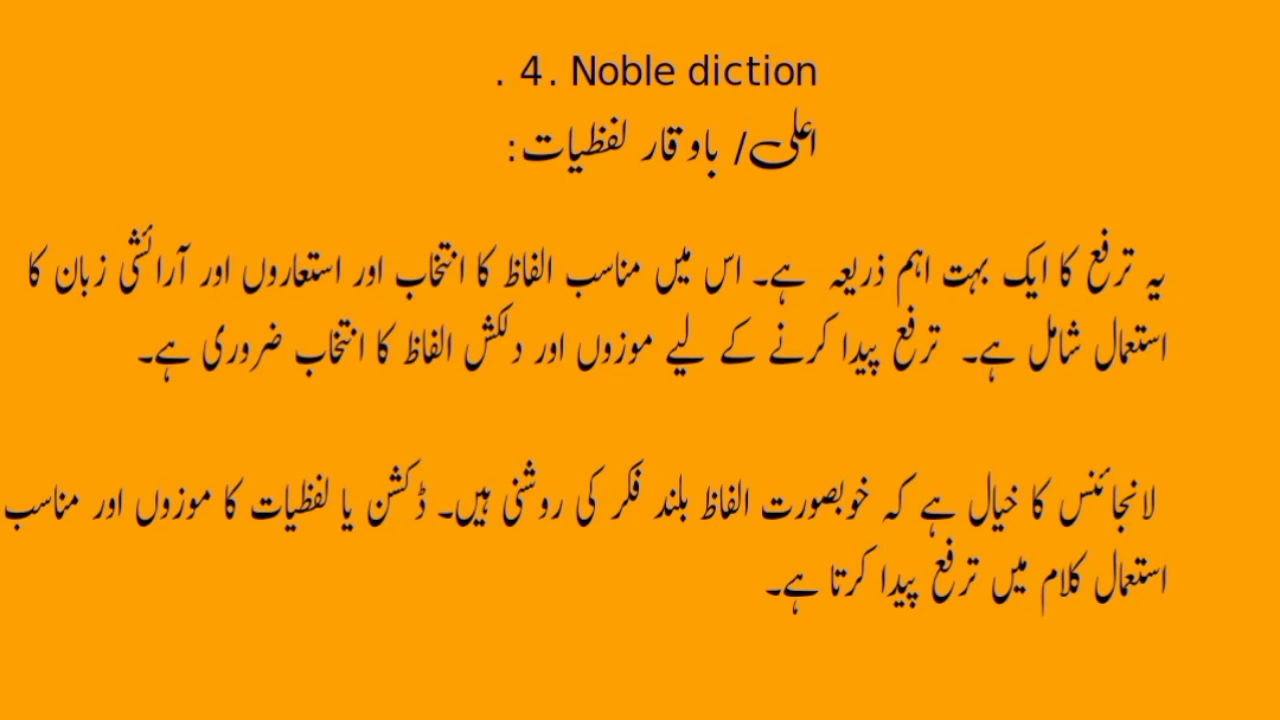 . 4. Noble diction
اعلی/ باوقار لفظیات:
یہ ترفع کا ایک بہت اہم ذریعہ ہے۔ اس میں مناسب الفاظ کا انتخاب اور استعاروں اور آرائشی زبان کا
استعمال شامل ہے۔ ترفع پیدا کرنے کے لیے موزوں اور دلکش الفاظ کا انتخاب ضروری ہے۔
لانجائنس کا خیال ہے کہ خوبصورت الفاظ بلند فکر کی روشنی ہیں۔ ڈکشن یا لفظیات کا موزوں اور مناسب
استعمال کلام میں ترفع پیدا کرتا ہے۔